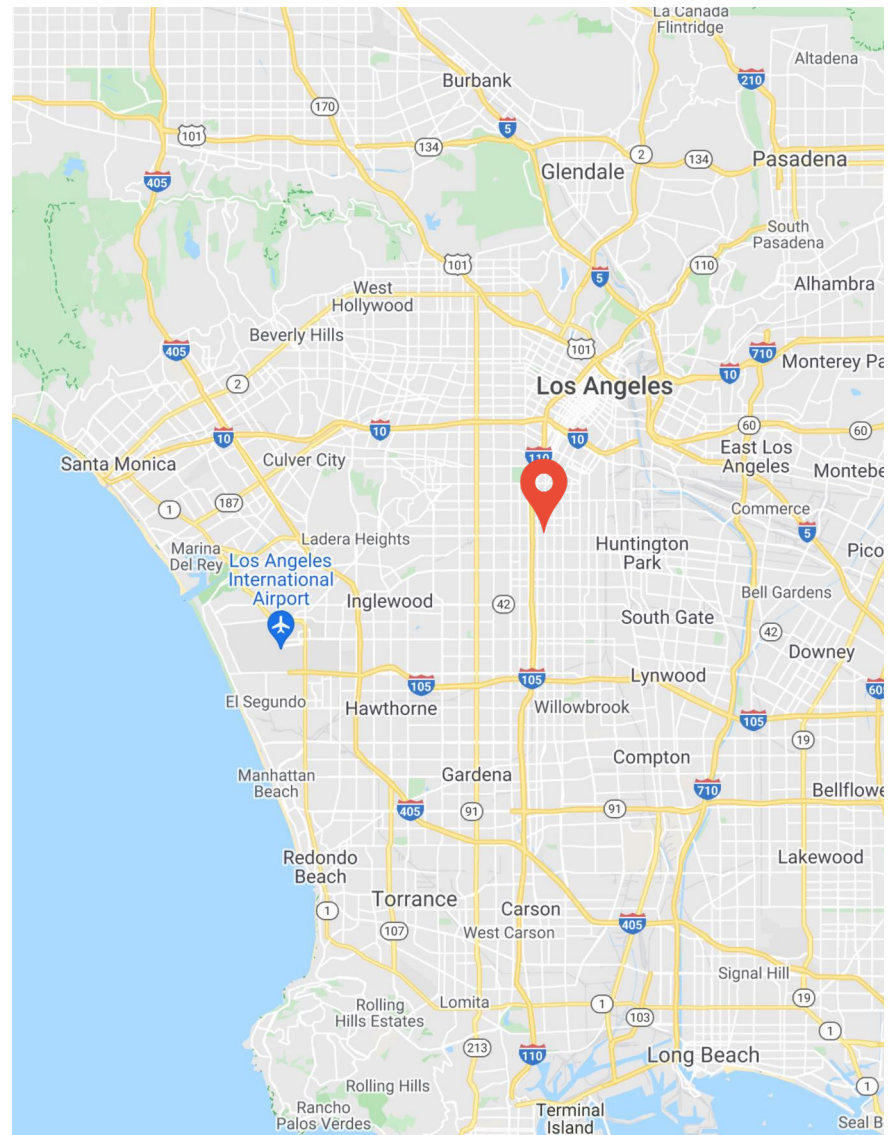 La Cañada
Flintridge
Altadena
Burbank
210
170
101
5
134
2
134
Pasadena
Glendale
405
South
Pasadena
101
110
5
Alhambra
West
Hollywood
Beverly Hills
101
405
710
Monterey Pa
10
2
Los Angeles
60
60
10
10
10
110
East Los
Angeles
Culver City
Santa Monica
Montebe
187
1
Commerce
5
Ladera Heights
Marina
Del Rey
Huntington
Park
Pico
Los Angeles
International
Airport
Bell Gardens
Inglewood
42
South Gate
42
Downey
105
105
Lynwood
605
El Segundo
Hawthorne
Willowbrook
105
19
Compton
Manhattan
Beach
Gardena
710
Bellflowe
405
91
91
Redondo
Beach
Lakewood
Torrance
1
Carson
107
West Carson
405
Signal Hill
Rolling
Hills Estates
Lomita
1
103
19
1
213
110
Long Beach
Rolling Hills
1
Rancho
Palos Verdes
Terminal
Island
Seal B